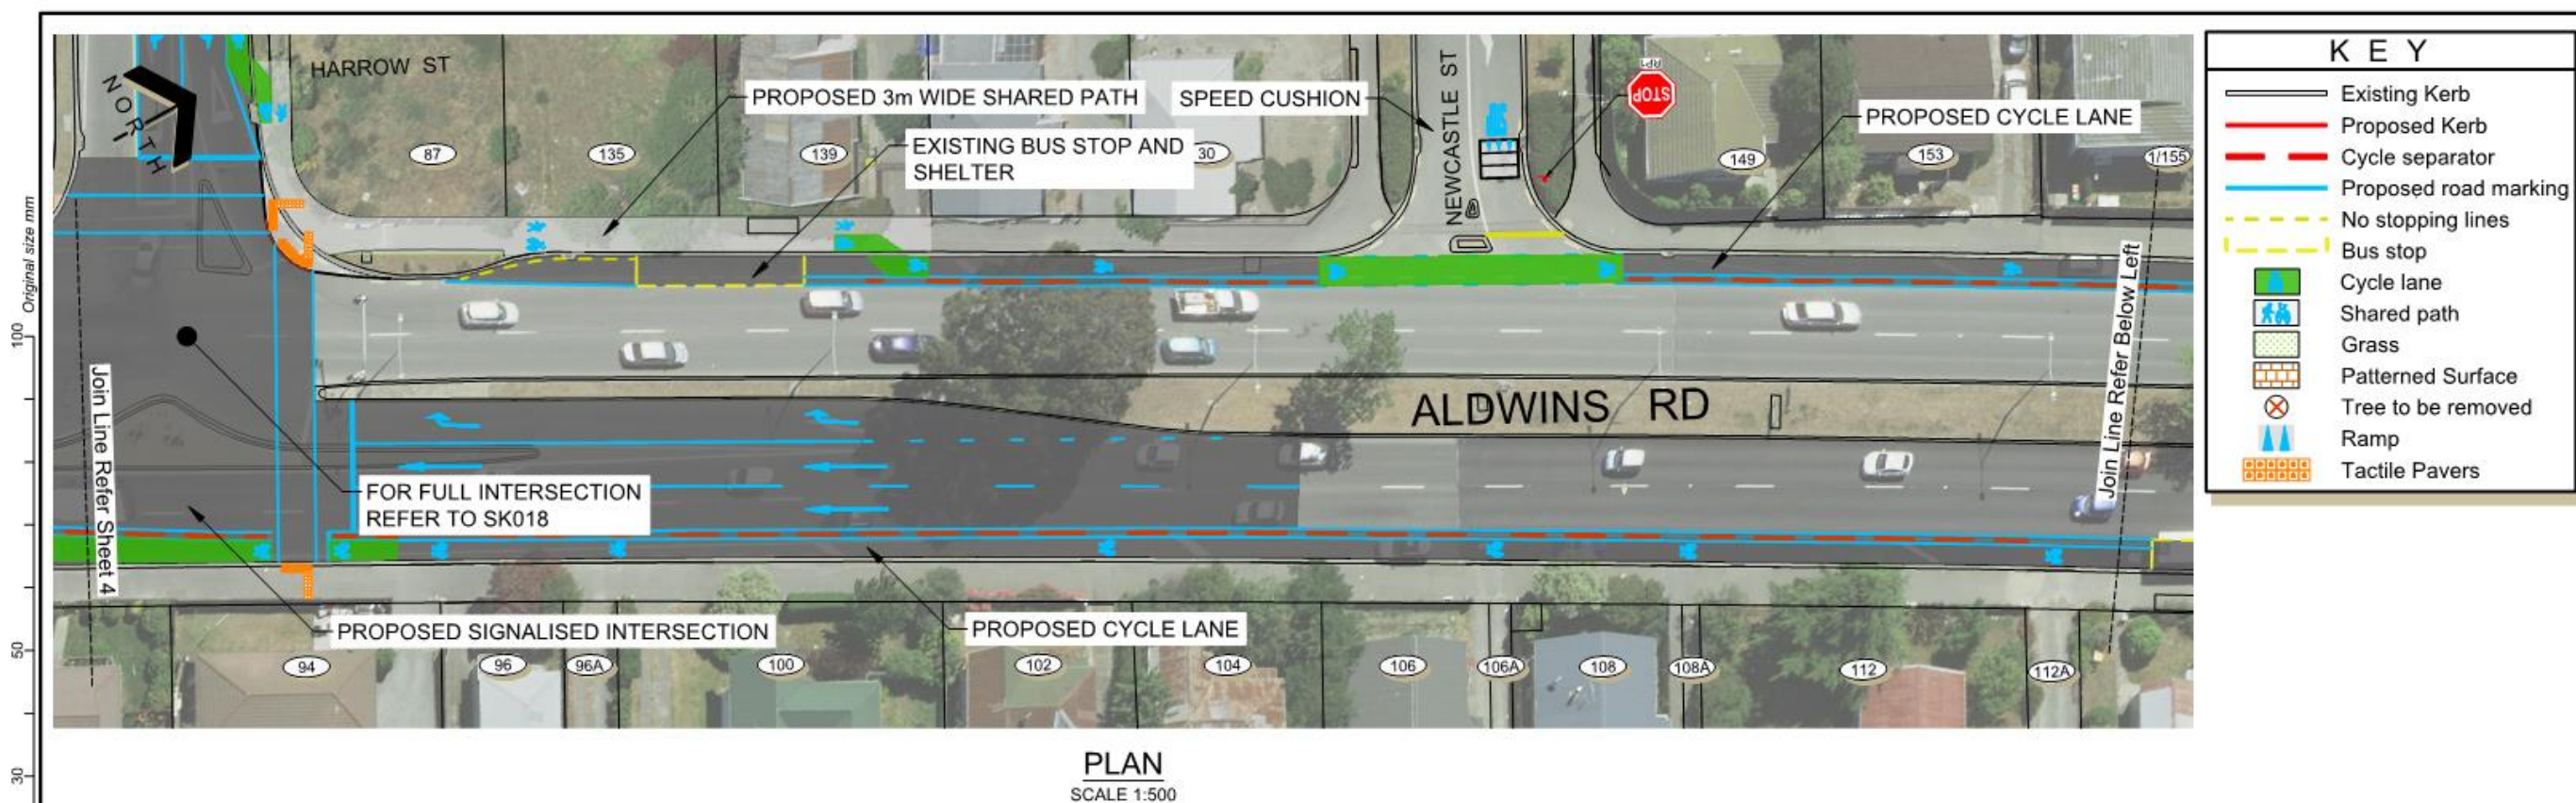 Original size mm
100
50
30
NORTH
HARROW ST
PROPOSED 3m WIDE SHARED PATH
EXISTING BUS STOP AND
SHELTER
SPEED CUSHION
NEWCASTLE ST
RP1
STOP
PROPOSED CYCLE LANE
87
135
139
30
149
153
1/155
Join Line Refer Sheet 4
Join Line Refer Below Left
ALDWINS RD
FOR FULL INTERSECTION
REFER TO SK018
PROPOSED SIGNALISED INTERSECTION
PROPOSED CYCLE LANE
94
96
96A
100
102
104
106
106A
108
108A
112
112A
PLAN
SCALE 1:500
KEY
Existing Kerb
Proposed Kerb
Cycle separator
Proposed road marking
No stopping lines
Bus stop
Cycle lane
Shared path
Grass
Patterned Surface
Tree to be removed
Ramp
Tactile Pavers